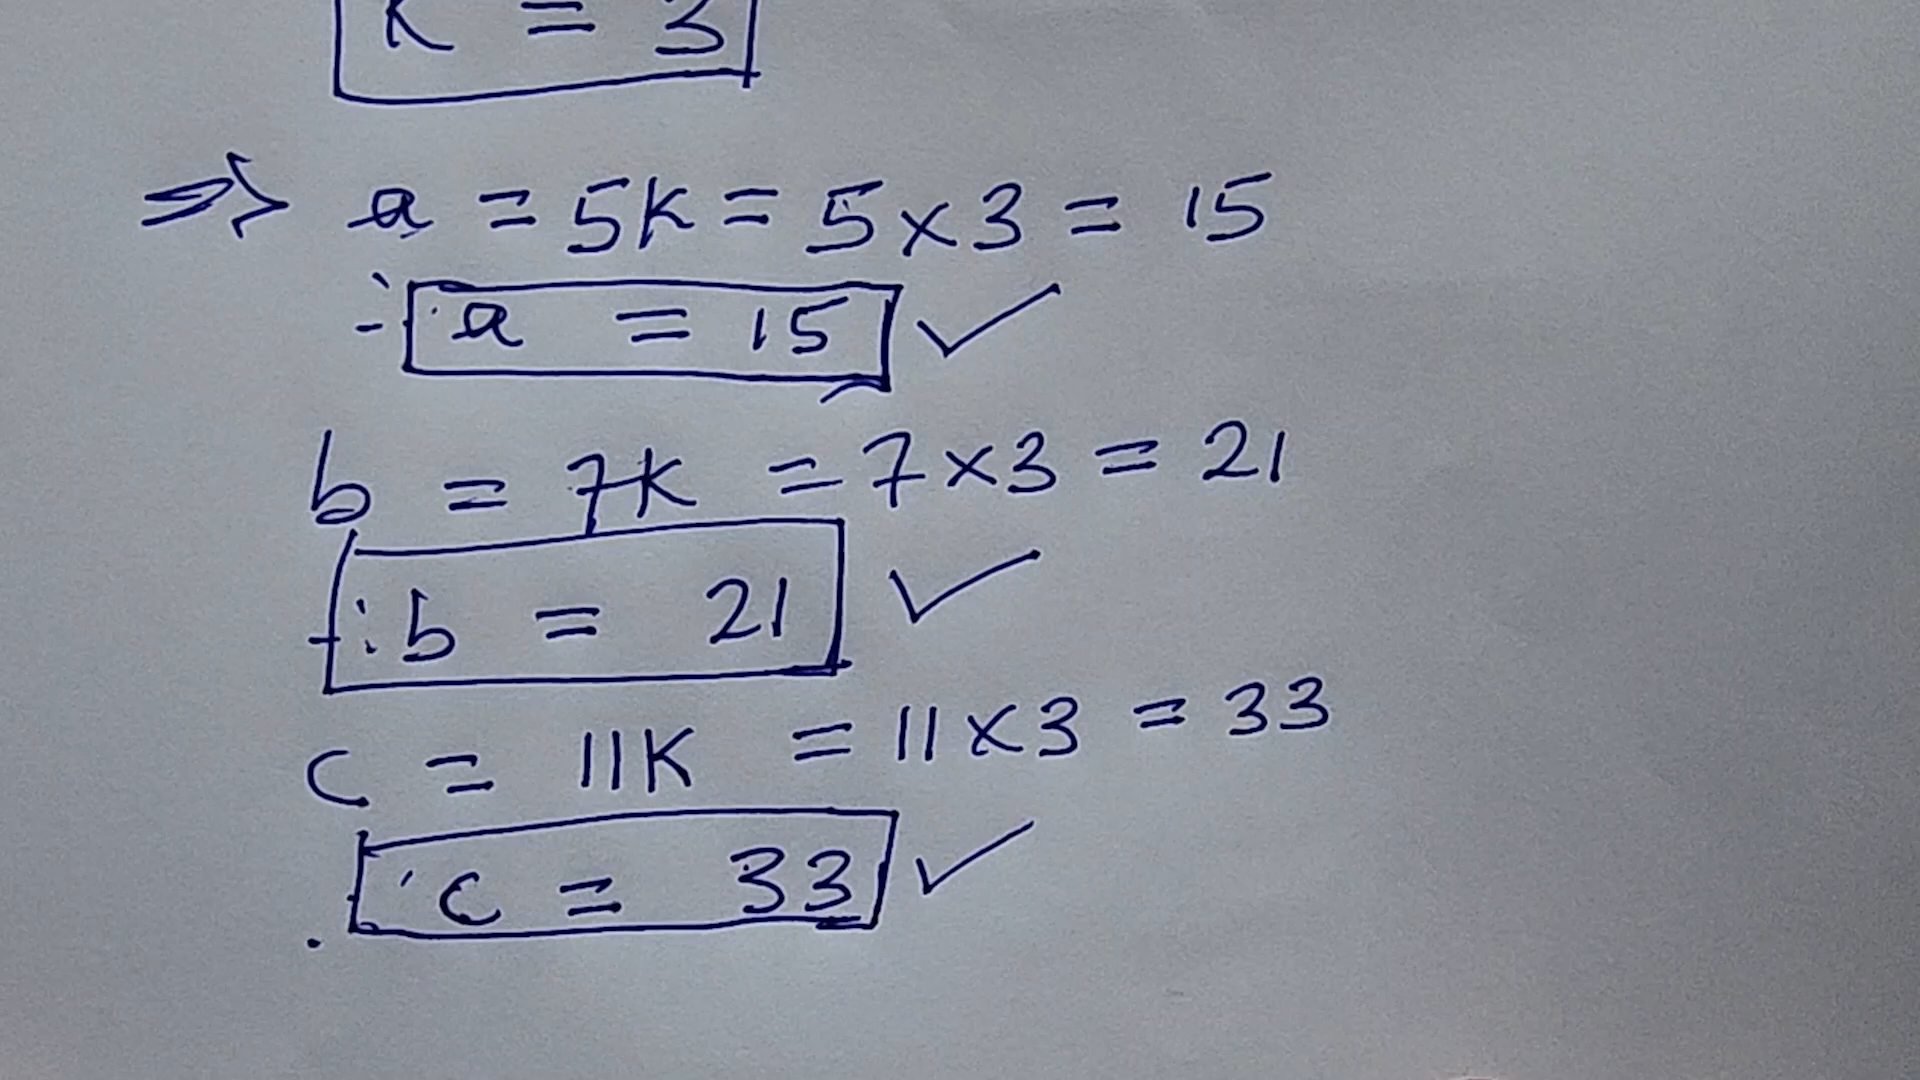 K = 3
⇒ a = 5K = 5×3 = 15
∴ a = 15 ✓
b = 7K = 7×3 = 21
∴ b = 21 ✓
c = 11K = 11×3 = 33
∴ c = 33 ✓